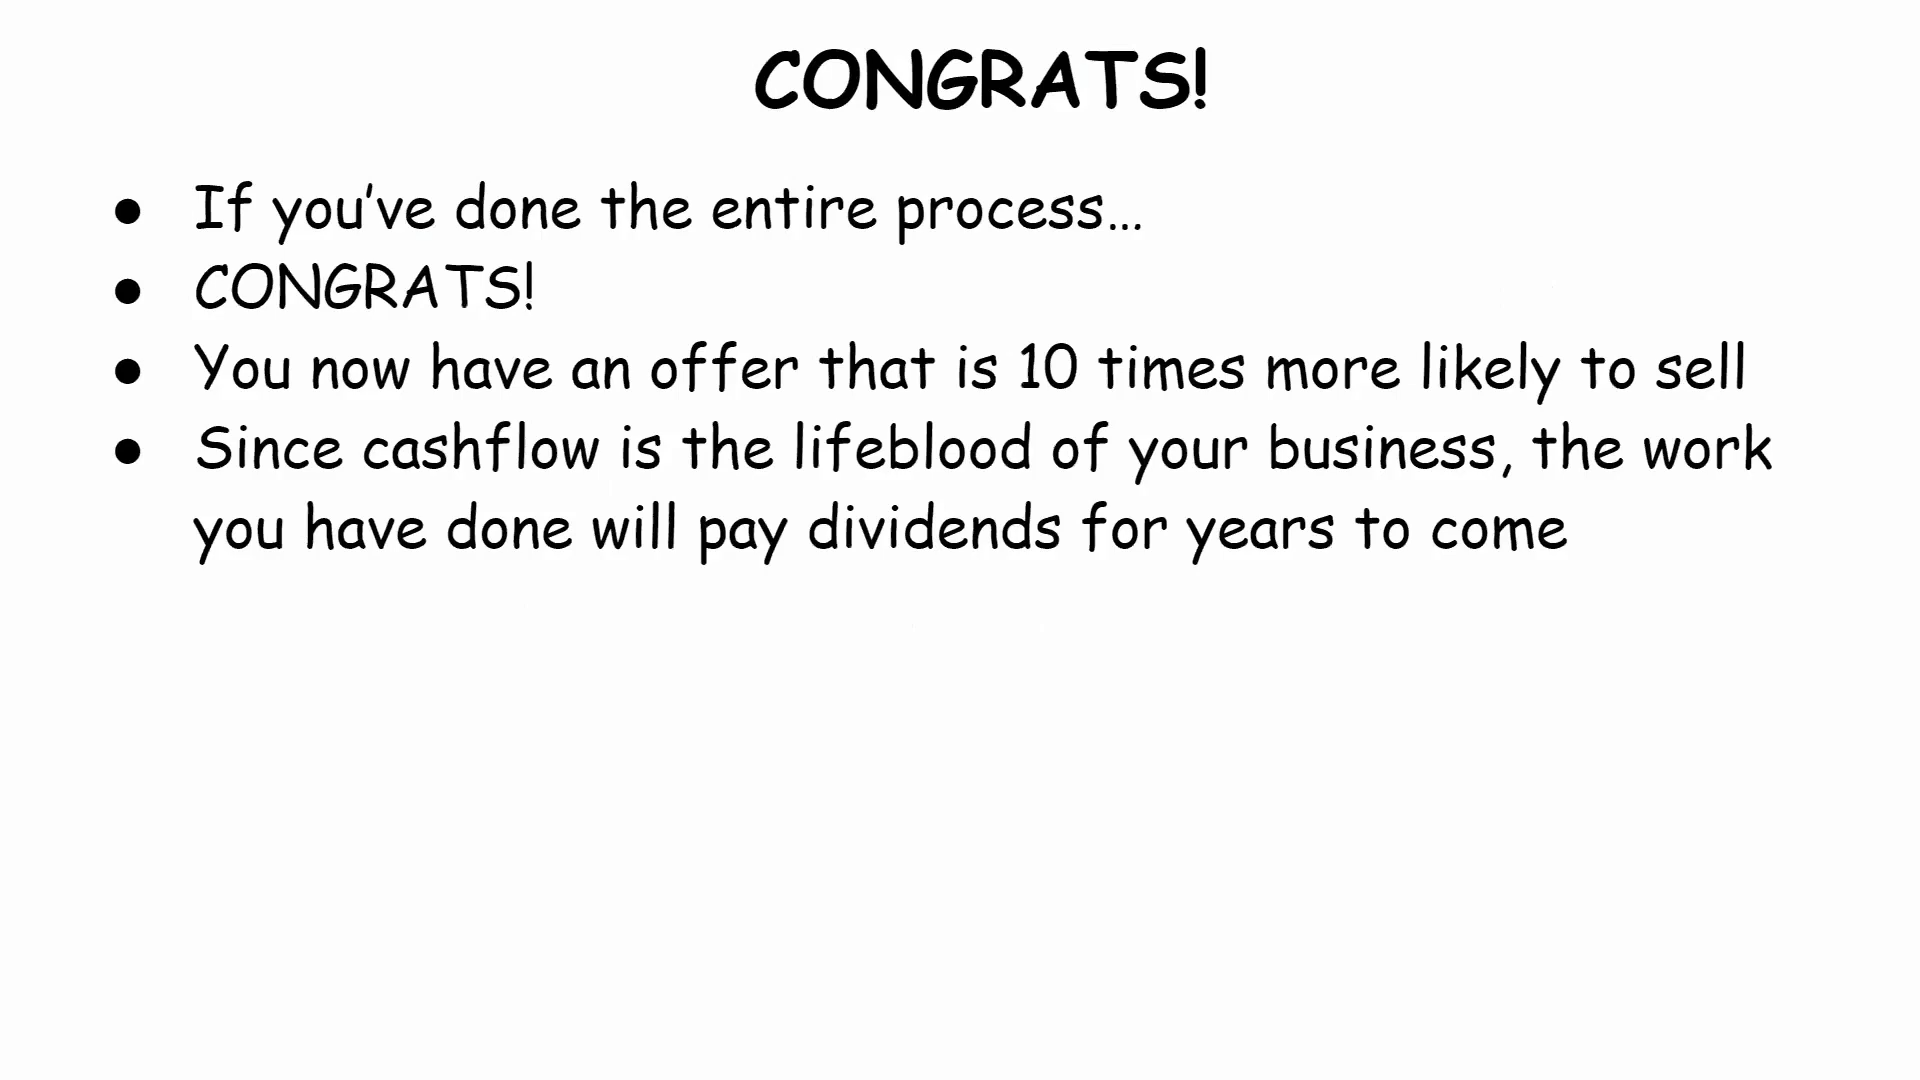 CONGRATS!
● If you've done the entire process...
● CONGRATS!
● You now have an offer that is 10 times more likely to sell
● Since cashflow is the lifeblood of your business, the work
you have done will pay dividends for years to come